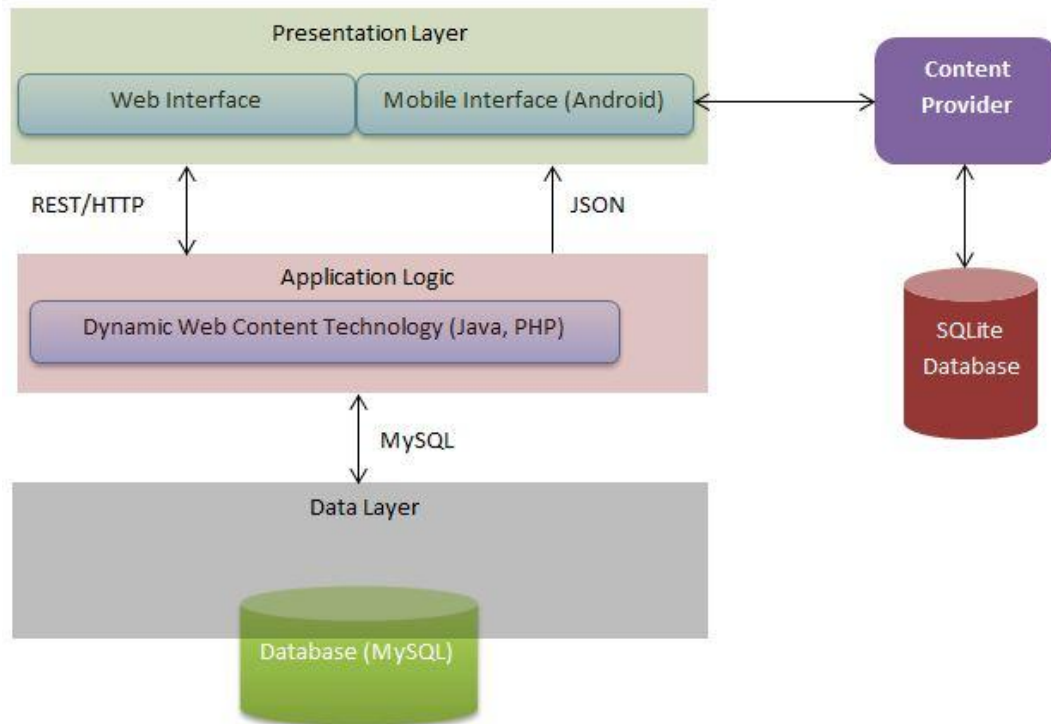 Presentation Layer
Web Interface
Mobile Interface (Android)
Content
Provider
REST/HTTP
JSON
Application Logic
Dynamic Web Content Technology (Java, PHP)
SQLite
Database
MySQL
Data Layer
Database (MySQL)